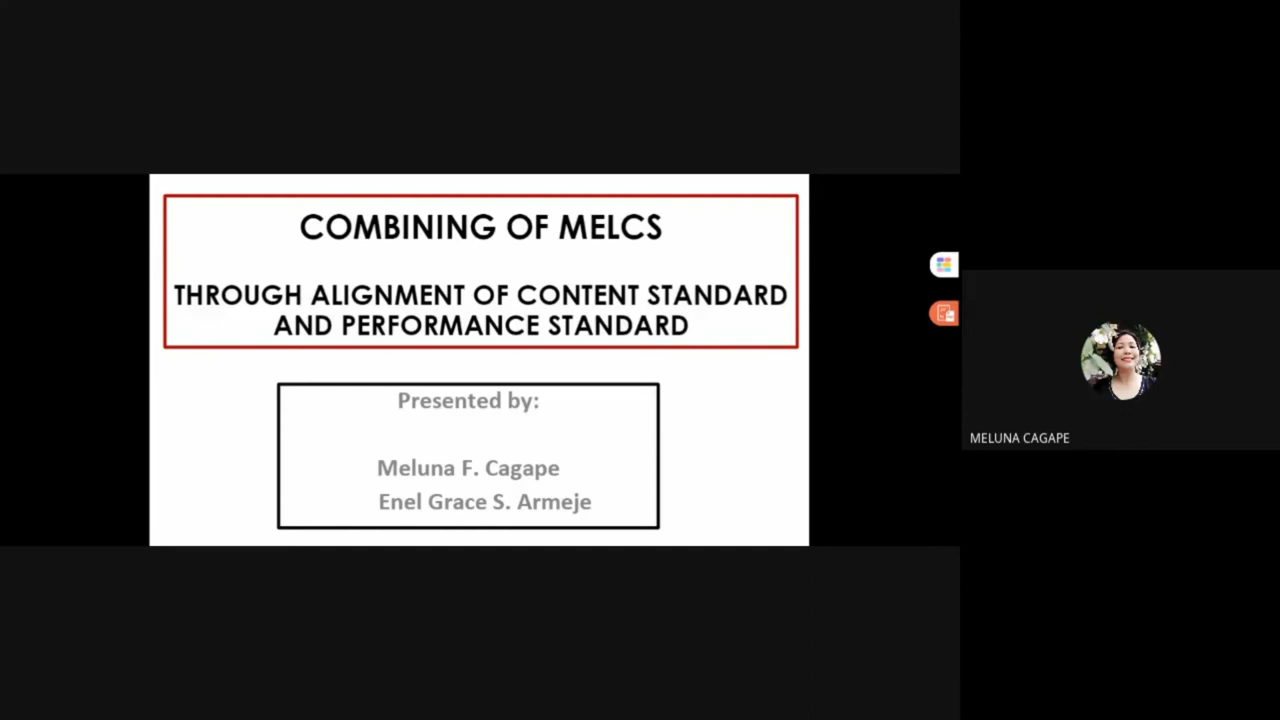 COMBINING OF MELCS
THROUGH ALIGNMENT OF CONTENT STANDARD
AND PERFORMANCE STANDARD
Presented by:
Meluna F. Cagape
Enel Grace S. Armeje
MELUNA CAGAPE